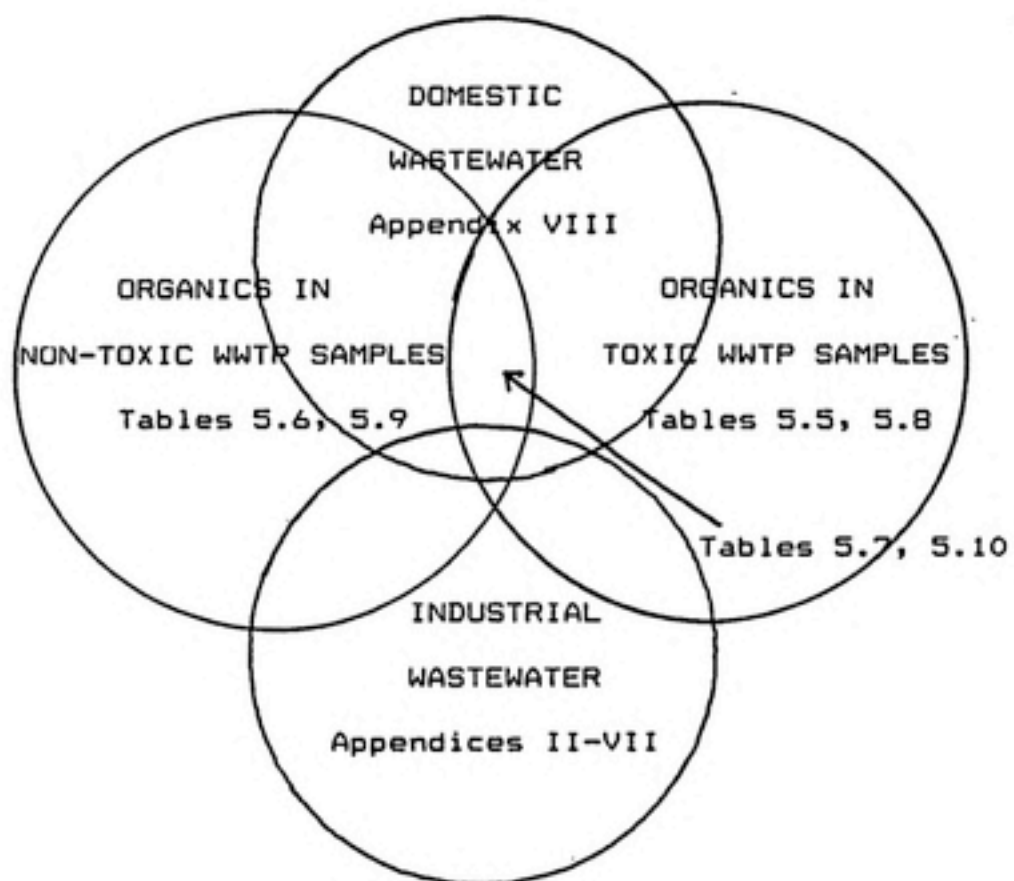 DOMESTIC
WASTEWATER
Appendix VIII
ORGANICS IN
NON-TOXIC WWTP SAMPLES
Tables 5.6, 5.9
ORGANICS IN
TOXIC WWTP SAMPLES
Tables 5.5, 5.8
Tables 5.7, 5.10
INDUSTRIAL
WASTEWATER
Appendices II-VII